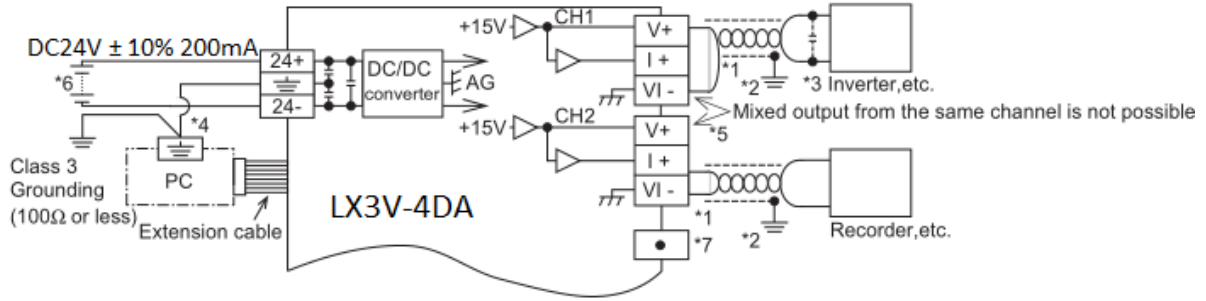 DC24V ± 10% 200mA
*6
24+
24-
*4
Class 3
Grounding
(100Ω or less)
PC
Extension cable
DC/DC
converter
AG
LX3V-4DA
+15V
CH1
V+
I +
VI -
*1
*2
*3 Inverter,etc.
Mixed output from the same channel is not possible
*5
+15V
CH2
V+
I +
VI -
*1
*2
Recorder,etc.
*7